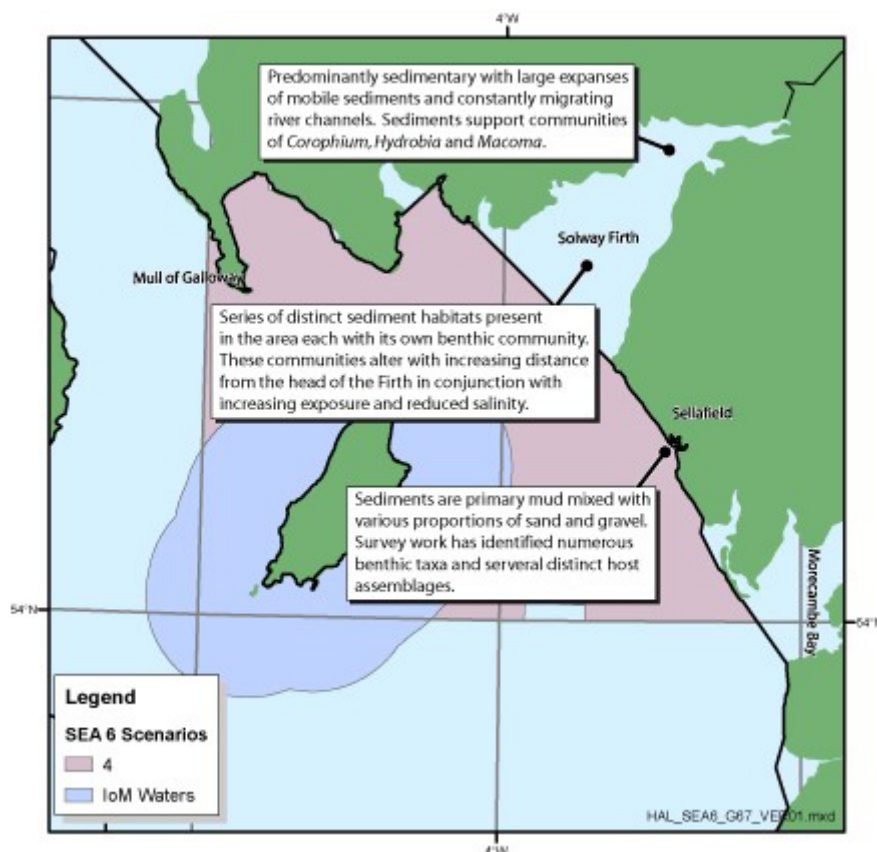 4°W
Predominantly sedimentary with large expanses
of mobile sediments and constantly migrating
river channels. Sediments support communities
of Corophium, Hydrobia and Macoma.
Solway Firth
Mull of Galloway
Series of distinct sediment habitats present
in the area each with its own benthic community.
These communities alter with increasing distance
from the head of the Firth in conjunction with
increasing exposure and reduced salinity.
Sellafield
Sediments are primary mud mixed with
various proportions of sand and gravel.
Survey work has identified numerous
benthic taxa and serveral distinct host
assemblages.
Morecambe Bay
54°N
54°N
Legend
SEA 6 Scenarios
4
IoM Waters
HAL_SEA6_G67_VER01.mxd
4°W